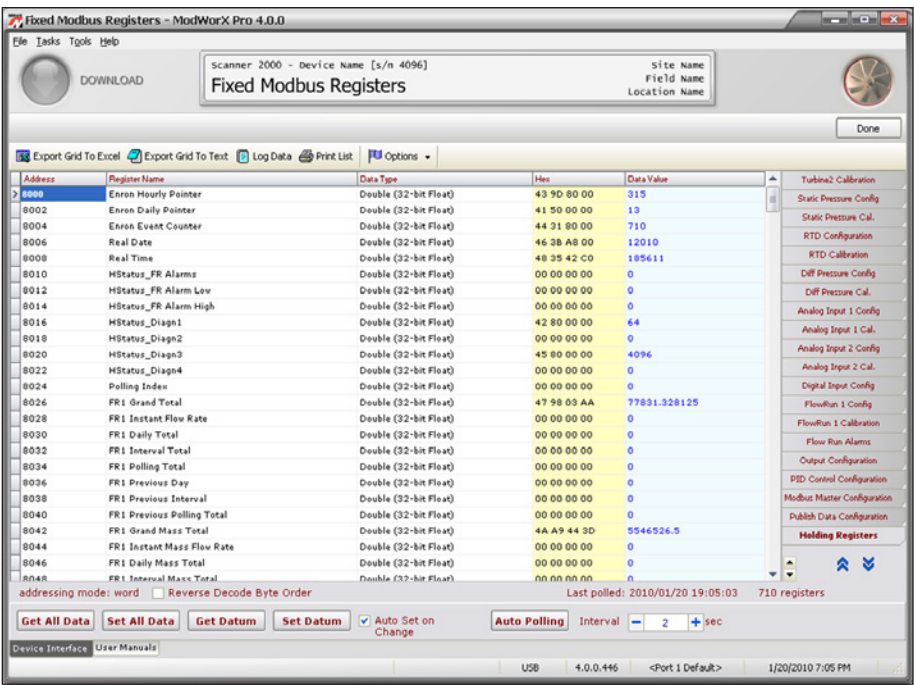 Fixed Modbus Registers - ModWorX Pro 4.0.0
File Tasks Tools Help
DOWNLOAD
Scanner 2000 - Device Name [s/n 4096]
Fixed Modbus Registers
Site Name
Field Name
Location Name
Done
Export Grid To Excel Export Grid To Text Log Data Print List Options
Address Register Name Data Type Hex Data Value
8000 Enron Hourly Pointer Double (32-bit Float) 43 9D 80 00 315
8002 Enron Daily Pointer Double (32-bit Float) 41 50 00 00 13
8004 Enron Event Counter Double (32-bit Float) 44 31 80 00 710
8006 Real Date Double (32-bit Float) 46 3B A8 00 12010
8008 Real Time Double (32-bit Float) 48 35 42 C0 185611
8010 HStatus_FR Alarms Double (32-bit Float) 00 00 00 00 0
8012 HStatus_FR Alarm Low Double (32-bit Float) 00 00 00 00 0
8014 HStatus_FR Alarm High Double (32-bit Float) 00 00 00 00 0
8016 HStatus_Diagn1 Double (32-bit Float) 42 80 00 00 64
8018 HStatus_Diagn2 Double (32-bit Float) 00 00 00 00 0
8020 HStatus_Diagn3 Double (32-bit Float) 45 80 00 00 4096
8022 HStatus_Diagn4 Double (32-bit Float) 00 00 00 00 0
8024 Polling Index Double (32-bit Float) 00 00 00 00 0
8026 FR1 Grand Total Double (32-bit Float) 47 98 03 AA 77831.328125
8028 FR1 Instant Flow Rate Double (32-bit Float) 00 00 00 00 0
8030 FR1 Daily Total Double (32-bit Float) 00 00 00 00 0
8032 FR1 Interval Total Double (32-bit Float) 00 00 00 00 0
8034 FR1 Polling Total Double (32-bit Float) 00 00 00 00 0
8036 FR1 Previous Day Double (32-bit Float) 00 00 00 00 0
8038 FR1 Previous Interval Double (32-bit Float) 00 00 00 00 0
8040 FR1 Previous Polling Total Double (32-bit Float) 00 00 00 00 0
8042 FR1 Grand Mass Total Double (32-bit Float) 4A A9 44 3D 5546526.5
8044 FR1 Instant Mass Flow Rate Double (32-bit Float) 00 00 00 00 0
8046 FR1 Daily Mass Total Double (32-bit Float) 00 00 00 00 0
8048 FR1 Interval Mass Total Double (32-bit Float) 00 00 00 00 0
Turbine2 Calibration
Static Pressure Config
Static Pressure Cal.
RTD Configuration
RTD Calibration
Diff Pressure Config
Diff Pressure Cal.
Analog Input 1 Config
Analog Input 1 Cal.
Analog Input 2 Config
Analog Input 2 Cal.
Digital Input Config
FlowRun 1 Config
FlowRun 1 Calibration
Flow Run Alarms
Output Configuration
PID Control Configuration
Modbus Master Configuration
Publish Data Configuration
Holding Registers
addressing mode: word Reverse Decode Byte Order Last polled: 2010/01/20 19:05:03 710 registers
Get All Data Set All Data Get Datum Set Datum Auto Set on Change Auto Polling Interval 2 sec
Device Interface User Manuals
USB 4.0.0.446 <Port 1 Default> 1/20/2010 7:05 PM